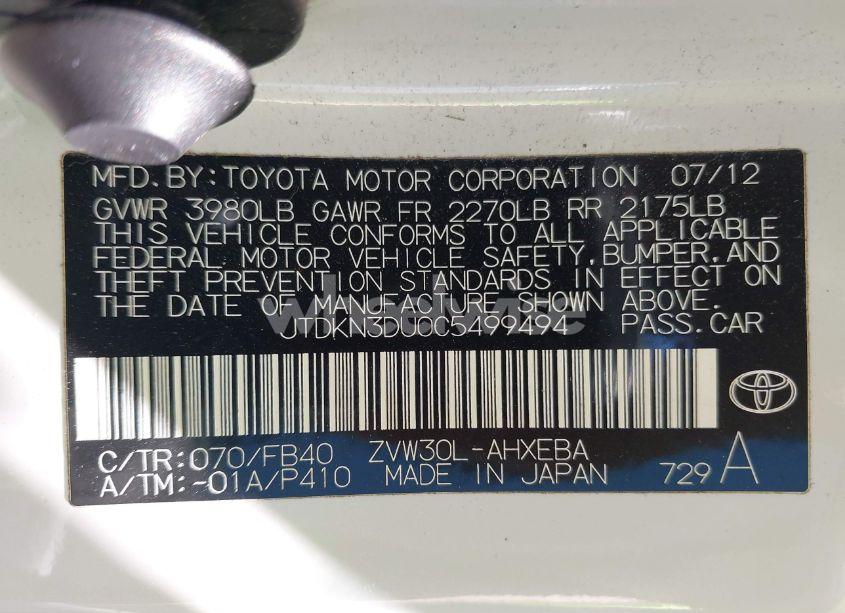 MFD.BY:TOYOTA MOTOR CORPORATION 07/12
GVWR 3980LB GAWR FR 2270LB RR 2175LB
THIS VEHICLE CONFORMS TO ALL APPLICABLE
FEDERAL MOTOR VEHICLE SAFETY, BUMPER, AND
THEFT PREVENTION STANDARDS IN EFFECT ON
THE DATE OF MANUFACTURE SHOWN ABOVE.
PASS.CAR
C/TR:070/FB40 ZVW30L-AHXEBA
A/TM:-01A/P410 MADE IN JAPAN 729 A